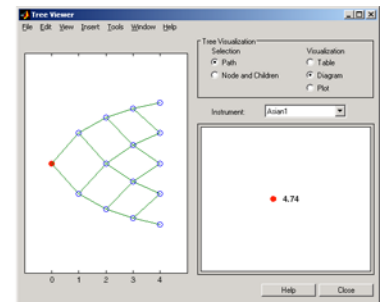 Tree Viewer
File Edit View Insert Tools Window Help
Tree Visualization
Selection
Path
Node and Children
Visualization
Table
Diagram
Plot
Instrument:
Asian1
4.74
0 1 2 3 4
Help Close